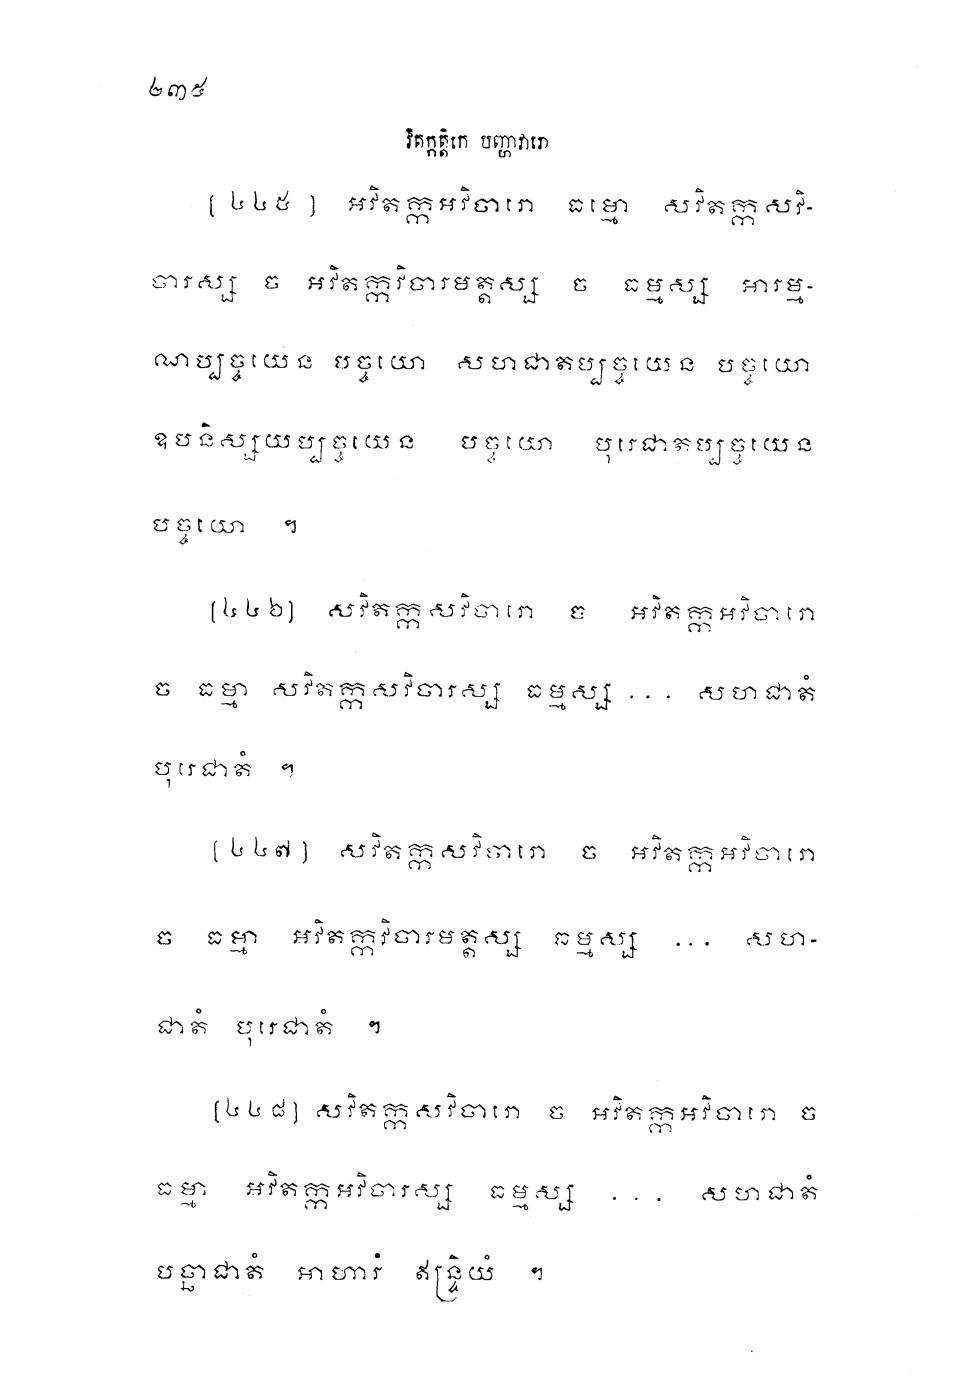 ២៣៥
វិតក្កត្តិកេ បញ្ហាវារោ
[៤៤៥] អវិតក្កអវិចារោ ធម្មោ សវិតក្កសវិ-
ចារស្ស ច អវិតក្កវិចារមត្តស្ស ច ធម្មស្ស អារម្ម-
ណប្បច្ចយេន បច្ចយោ សហជាតប្បច្ចយេន បច្ចយោ
ឧបនិស្សយប្បច្ចយេន បច្ចយោ បុរេជាតប្បច្ចយេន
បច្ចយោ ។
[៤៤៦] សវិតក្កសវិចារោ ច អវិតក្កអវិចារោ
ច ធម្មា សវិតក្កសវិចារស្ស ធម្មស្ស ... សហជាតំ
បុរេជាតំ ។
[៤៤៧] សវិតក្កសវិចារោ ច អវិតក្កអវិចារោ
ច ធម្មា អវិតក្កវិចារមត្តស្ស ធម្មស្ស ... សហ-
ជាតំ បុរេជាតំ ។
[៤៤៨] សវិតក្កសវិចារោ ច អវិតក្កអវិចារោ ច
ធម្មា អវិតក្កអវិចារស្ស ធម្មស្ស ... សហជាតំ
បច្ឆាជាតំ អាហារំ ឥន្ទ្រិយំ ។